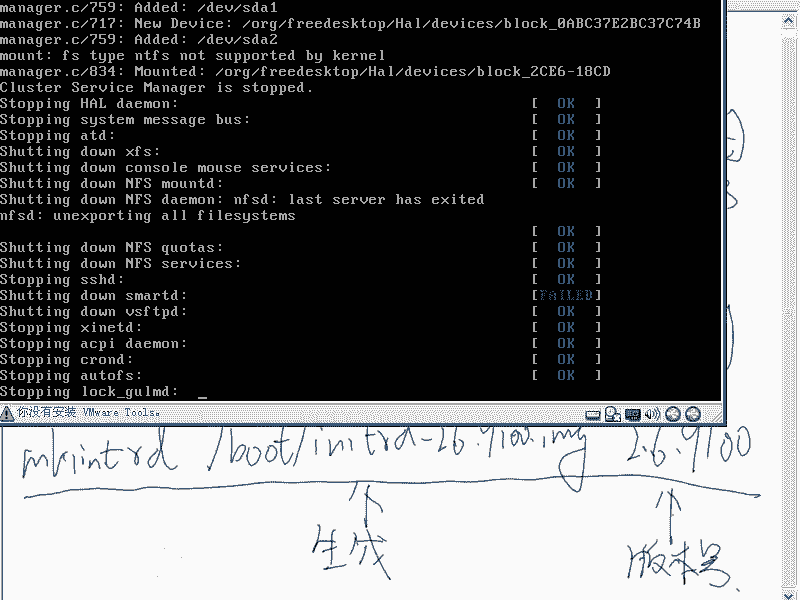 manager.c/759: Added: /dev/sda1
manager.c/717: New Device: /org/freedesktop/Hal/devices/block_0ABC37E2BC37C74B
manager.c/759: Added: /dev/sda2
mount: fs type ntfs not supported by kernel
manager.c/834: Mounted: /org/freedesktop/Hal/devices/block_2CE6-18CD
Cluster Service Manager is stopped.
Stopping HAL daemon: [ OK ]
Stopping system message bus: [ OK ]
Stopping atd: [ OK ]
Shutting down xfs: [ OK ]
Shutting down console mouse services: [ OK ]
Shutting down NFS mountd: [ OK ]
Shutting down NFS daemon: nfsd: last server has exited
nfsd: unexporting all filesystems
[ OK ]
Shutting down NFS quotas: [ OK ]
Shutting down NFS services: [ OK ]
Stopping sshd: [ OK ]
Shutting down smartd: [FAILED]
Shutting down vsftpd: [ OK ]
Stopping xinetd: [ OK ]
Stopping acpi daemon: [ OK ]
Stopping crond: [ OK ]
Stopping autofs: [ OK ]
Stopping lock_gulmd: _
你没有安装 VMware Tools。
mkintrd /boot/initrd-26.9100.img 2.6.9100
生成
版本号